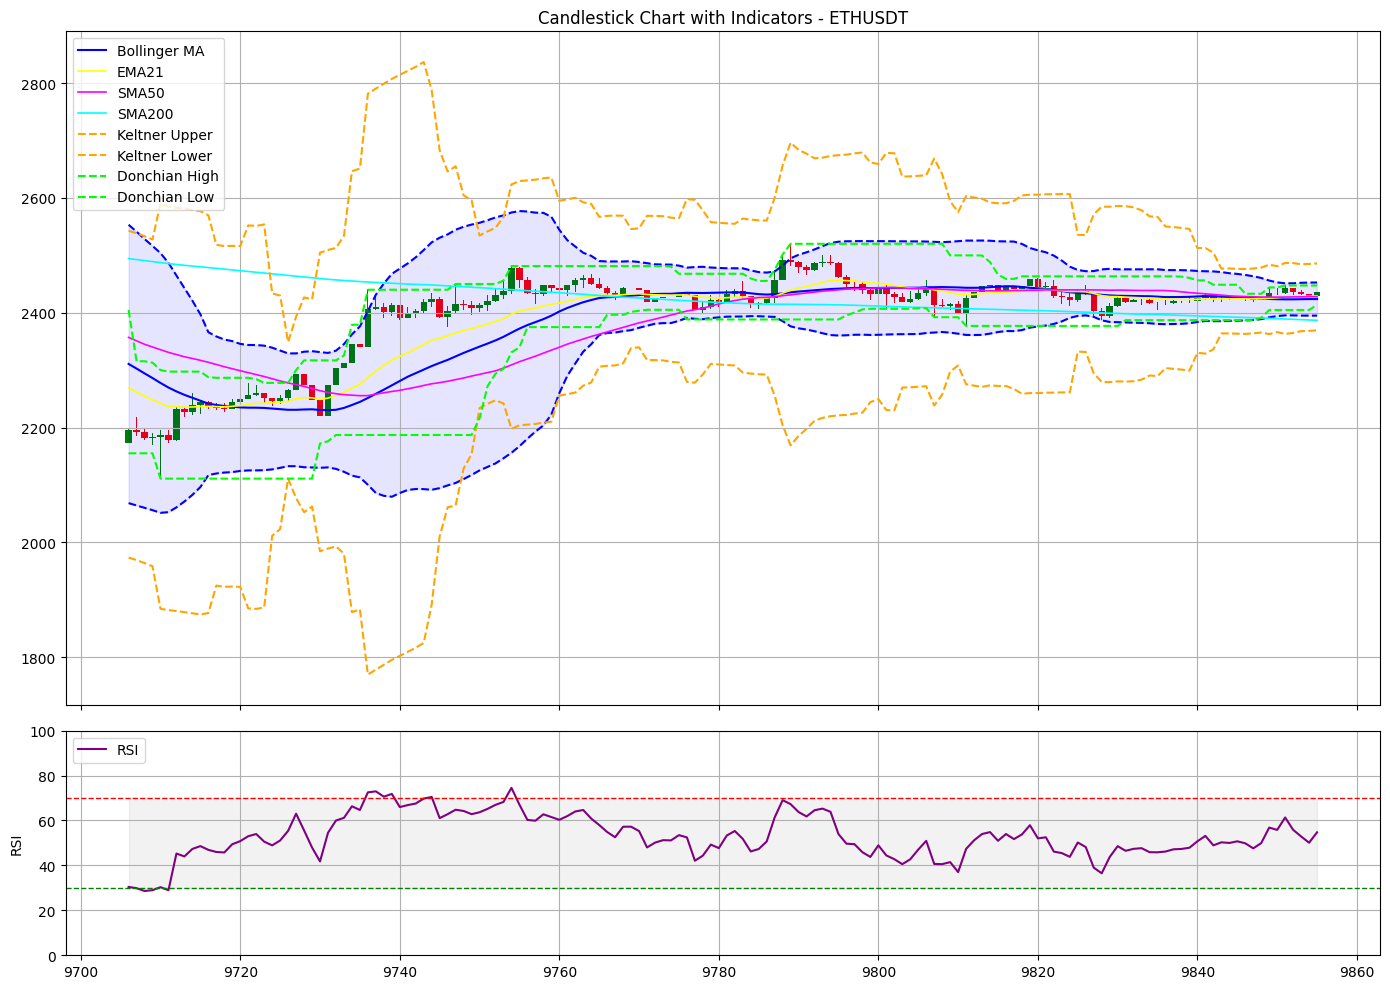 Candlestick Chart with Indicators - ETHUSDT
Bollinger MA
EMA21
SMA50
SMA200
Keltner Upper
Keltner Lower
Donchian High
Donchian Low
2800
2600
2400
2200
2000
1800
RSI
100
80
60
40
20
0
RSI
9700
9720
9740
9760
9780
9800
9820
9840
9860